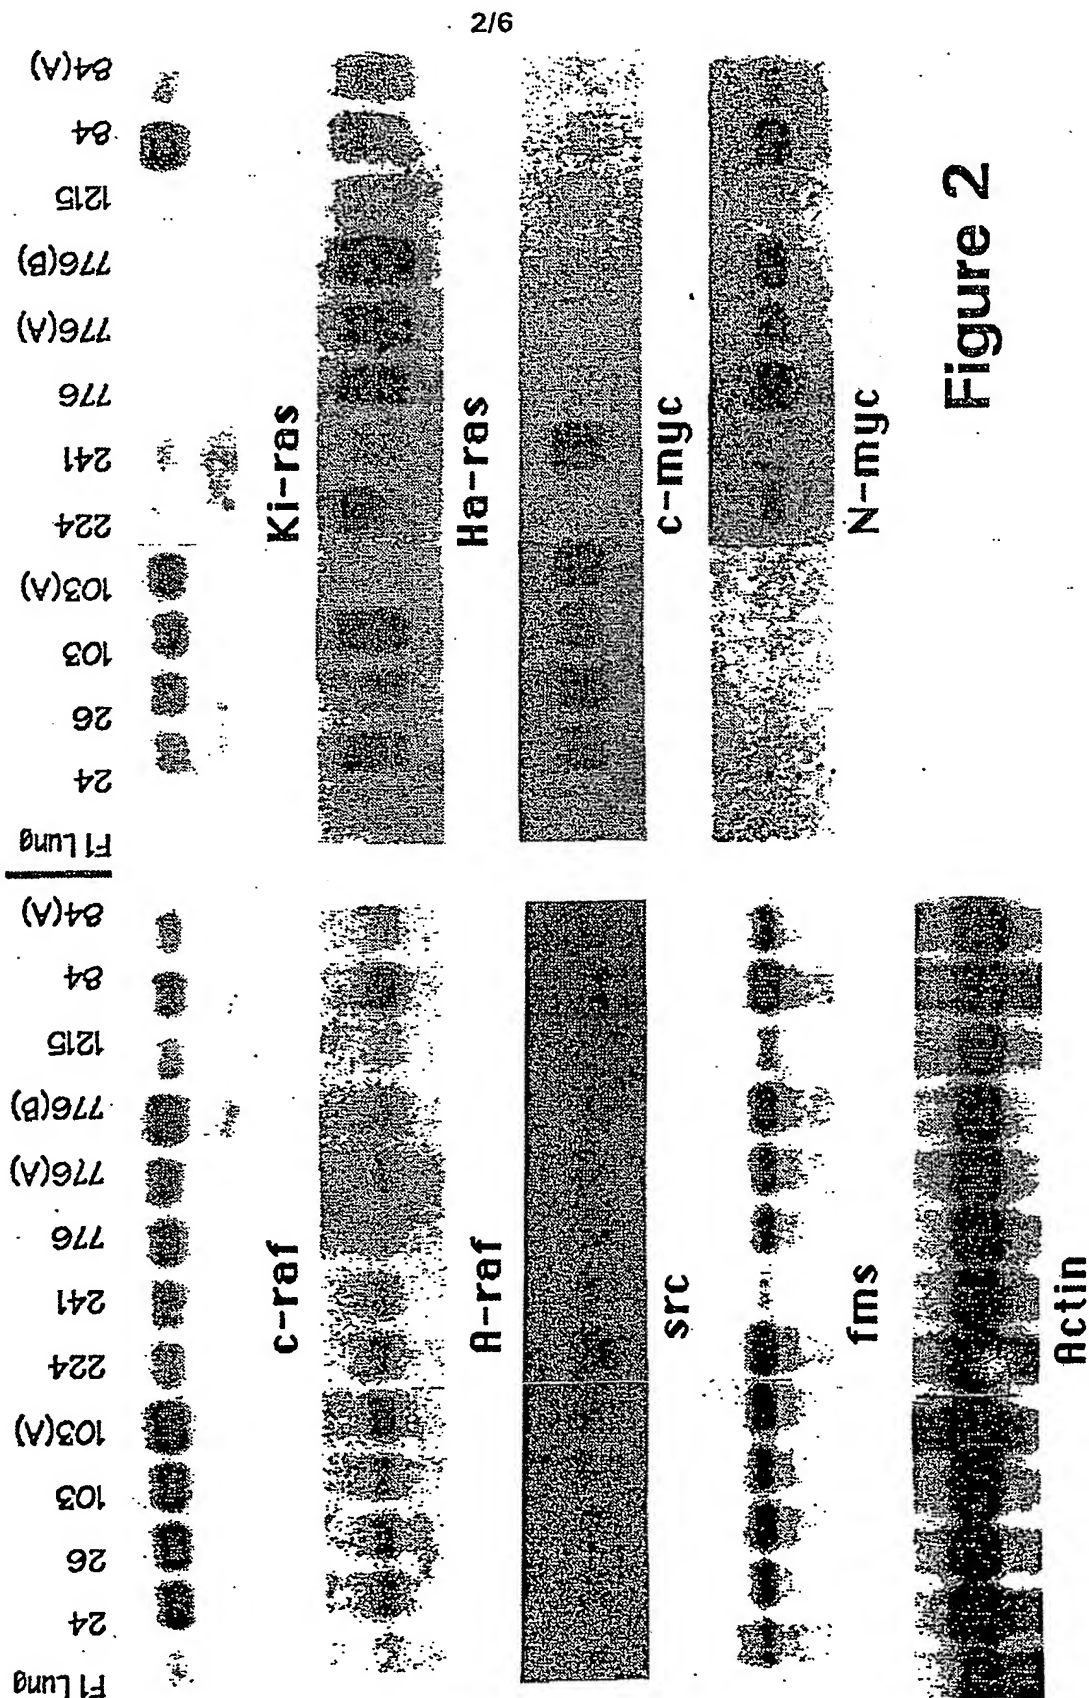 2/6
F1 Lung
24
26
103
103(A)
224
241
776
776(A)
776(B)
1215
84
84(A)
F1 Lung
24
26
103
103(A)
224
241
776
776(A)
776(B)
1215
84
84(A)
c-raf
Ki-ras
A-raf
Ha-ras
src
c-myc
fms
N-myc
Actin
Figure 2